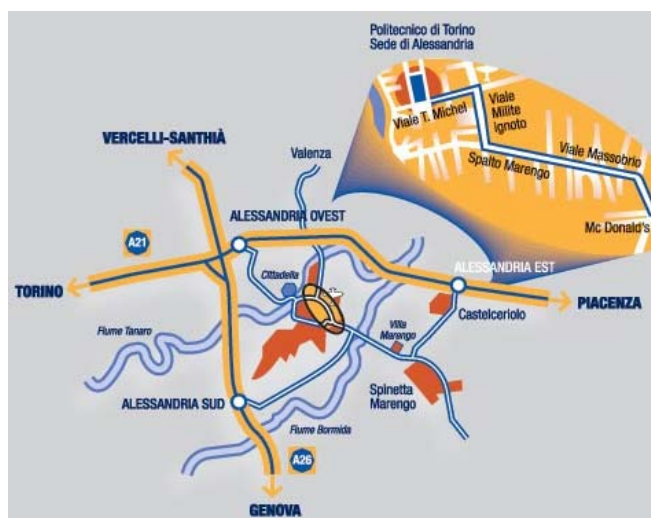 Politecnico di Torino
Sede di Alessandria
Viale T. Michel
Viale
Milite
Ignoto
Viale Massobrio
Spalto Marengo
Mc Donald's
VERCELLI-SANTHIÀ
Valenza
A21
ALESSANDRIA OVEST
ALESSANDRIA EST
TORINO
Cittadella
PIACENZA
Castelceriolo
Fiume Tanaro
Villa
Marengo
Spinetta
Marengo
ALESSANDRIA SUD
Fiume Bormida
A26
GENOVA